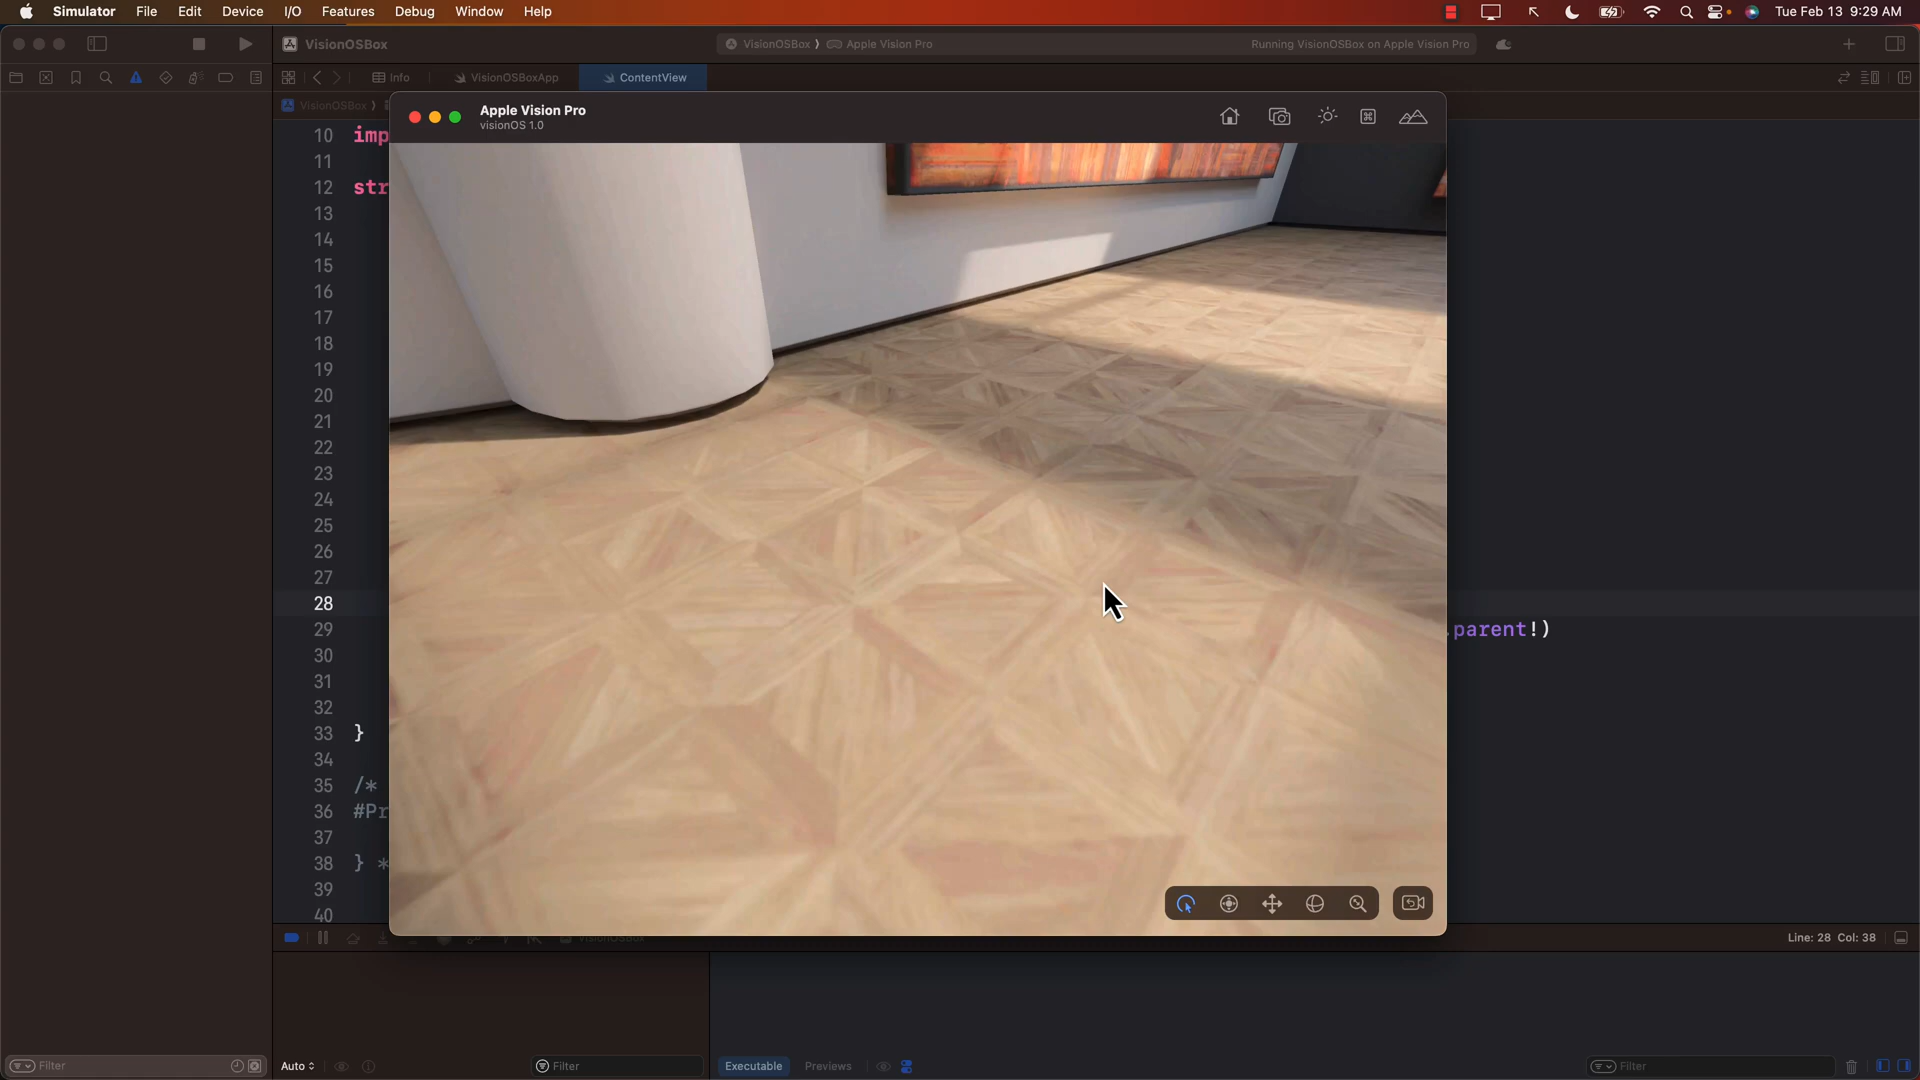 Simulator File Edit Device I/O Features Debug Window Help Tue Feb 13 9:29 AM
VisionOSBox VisionOSBox ⟩ Apple Vision Pro Running VisionOSBox on Apple Vision Pro
Info VisionOSBoxApp ContentView
VisionOSBox ⟩
Apple Vision Pro
visionOS 1.0
10 imp
11
12 str
13
14
15
16
17
18
19
20
21
22
23
24
25
26
27
28
29 parent!)
30
31
32
33 }
34
35 /*
36 #Pr
37
38 } *
39
40
VisionOSBox Line: 28 Col: 38
Filter Auto Filter Executable Previews Filter